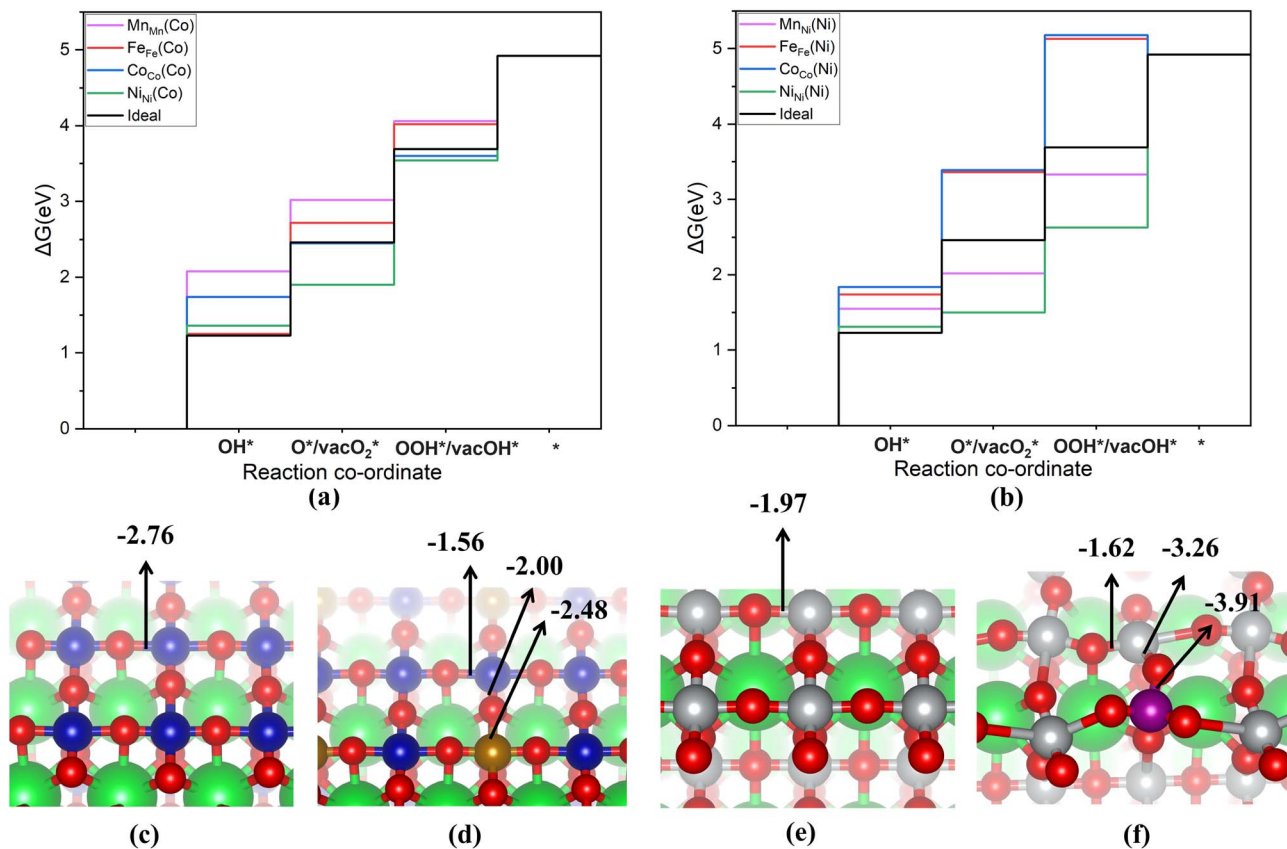 Mn_Mn(Co)
Fe_Fe(Co)
Co_Co(Co)
Ni_Ni(Co)
Ideal
5
4
3
2
1
0
ΔG(eV)
OH* O*/vacO₂* OOH*/vacOH* *
Reaction co-ordinate
(a)
Mn_Ni(Ni)
Fe_Fe(Ni)
Co_Co(Ni)
Ni_Ni(Ni)
Ideal
5
4
3
2
1
0
ΔG(eV)
OH* O*/vacO₂* OOH*/vacOH* *
Reaction co-ordinate
(b)
-2.76
(c)
-1.56
-2.00
-2.48
(d)
-1.97
(e)
-1.62
-3.26
-3.91
(f)